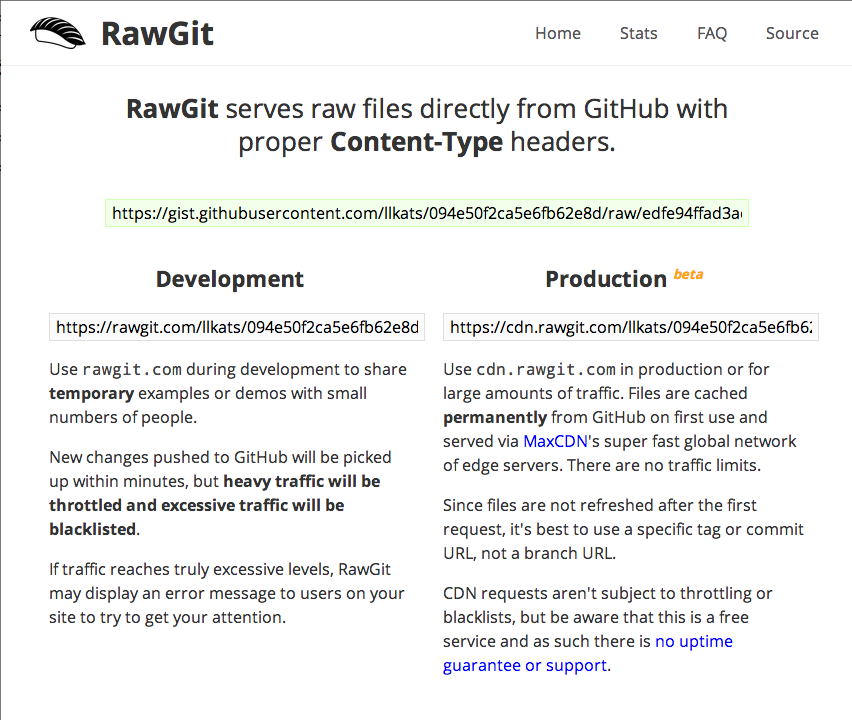 RawGit
Home Stats FAQ Source
RawGit serves raw files directly from GitHub with
proper Content-Type headers.
https://gist.githubusercontent.com/llkats/094e50f2ca5e6fb62e8d/raw/edfe94ffad3a
Development
https://rawgit.com/llkats/094e50f2ca5e6fb62e8d
Use rawgit.com during development to share
temporary examples or demos with small
numbers of people.
New changes pushed to GitHub will be picked
up within minutes, but heavy traffic will be
throttled and excessive traffic will be
blacklisted.
If traffic reaches truly excessive levels, RawGit
may display an error message to users on your
site to try to get your attention.
Production beta
https://cdn.rawgit.com/llkats/094e50f2ca5e6fb62
Use cdn.rawgit.com in production or for
large amounts of traffic. Files are cached
permanently from GitHub on first use and
served via MaxCDN's super fast global network
of edge servers. There are no traffic limits.
Since files are not refreshed after the first
request, it's best to use a specific tag or commit
URL, not a branch URL.
CDN requests aren't subject to throttling or
blacklists, but be aware that this is a free
service and as such there is no uptime
guarantee or support.